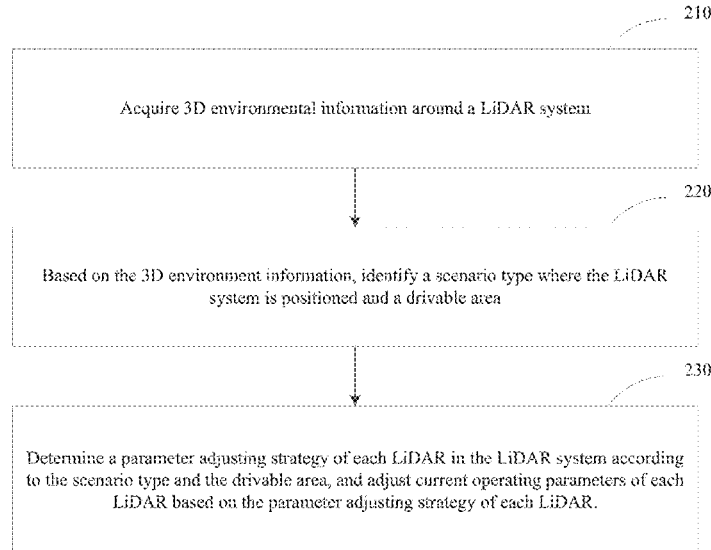 210
Acquire 3D environmental information around a LiDAR system
220
Based on the 3D environment information, identify a scenario type where the LiDAR
system is positioned and a drivable area
230
Determine a parameter adjusting strategy of each LiDAR in the LiDAR system according
to the scenario type and the drivable area, and adjust current operating parameters of each
LiDAR based on the parameter adjusting strategy of each LiDAR.